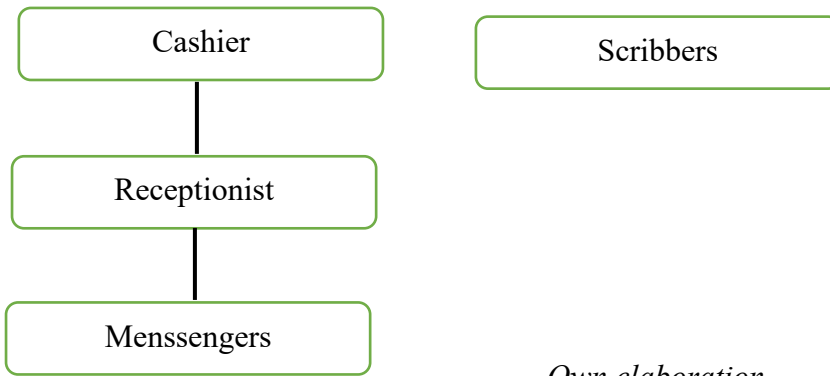 Cashier
Scribbers
Receptionist
Menssengers
Own elaboration